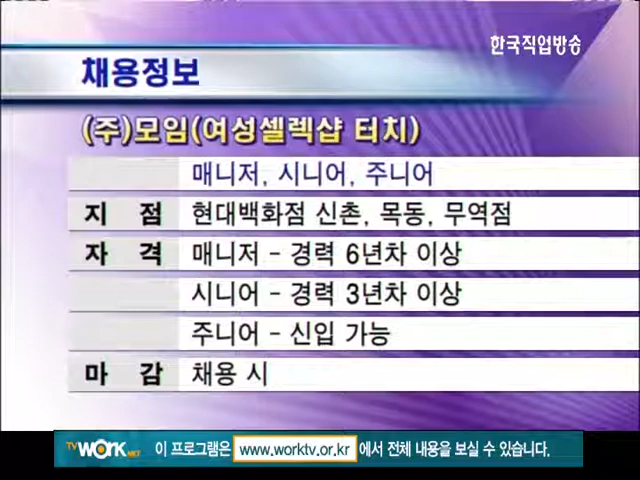 한국직업방송
채용정보
(주)모임(여성셀렉샵 터치)
매니저, 시니어, 주니어
지 점 현대백화점 신촌, 목동, 무역점
자 격 매니저 - 경력 6년차 이상
시니어 - 경력 3년차 이상
주니어 - 신입 가능
마 감 채용 시
TV WORK.NET 이 프로그램은 www.worktv.or.kr 에서 전체 내용을 보실 수 있습니다.